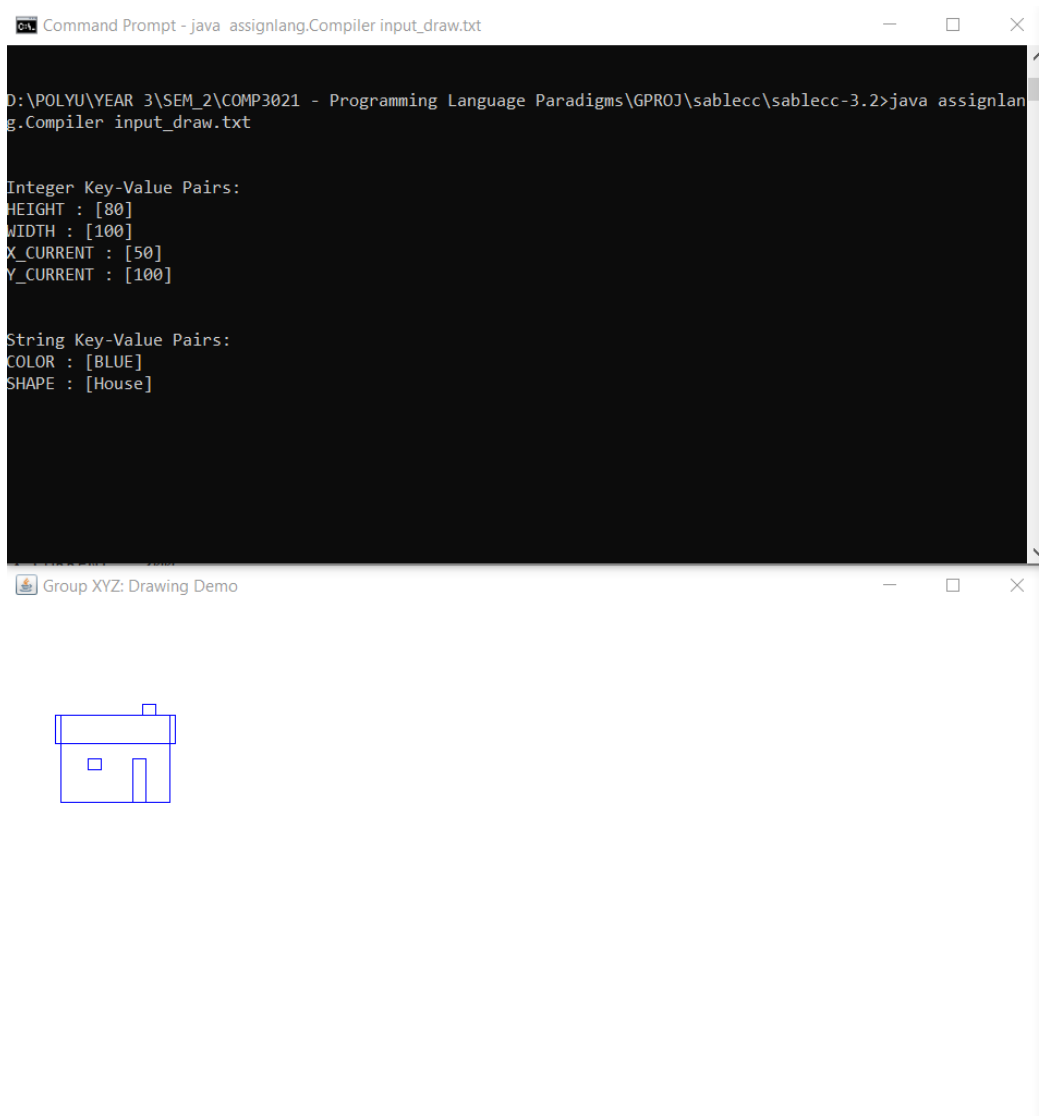 Command Prompt - java assignlang.Compiler input_draw.txt
D:\POLYU\YEAR 3\SEM_2\COMP3021 - Programming Language Paradigms\GPROJ\sablecc\sablecc-3.2>java assignlan
g.Compiler input_draw.txt
Integer Key-Value Pairs:
HEIGHT : [80]
WIDTH : [100]
X_CURRENT : [50]
Y_CURRENT : [100]
String Key-Value Pairs:
COLOR : [BLUE]
SHAPE : [House]
Group XYZ: Drawing Demo